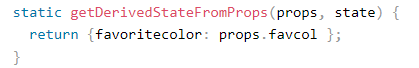 static getDerivedStateFromProps(props, state) {
  return {favoritecolor: props.favcol };
}